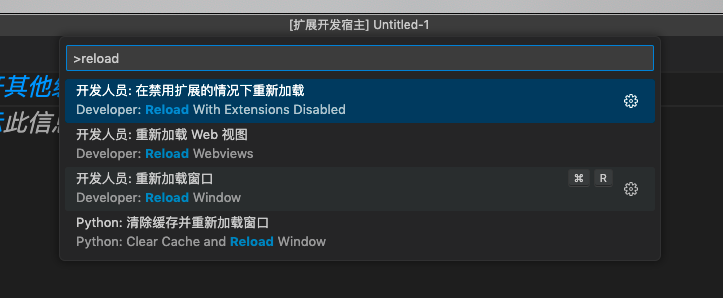 [扩展开发宿主] Untitled-1
>reload
开发人员: 在禁用扩展的情况下重新加载
Developer: Reload With Extensions Disabled
开发人员: 重新加载 Web 视图
Developer: Reload Webviews
开发人员: 重新加载窗口 ⌘ R
Developer: Reload Window
Python: 清除缓存并重新加载窗口
Python: Clear Cache and Reload Window
其他
此信息